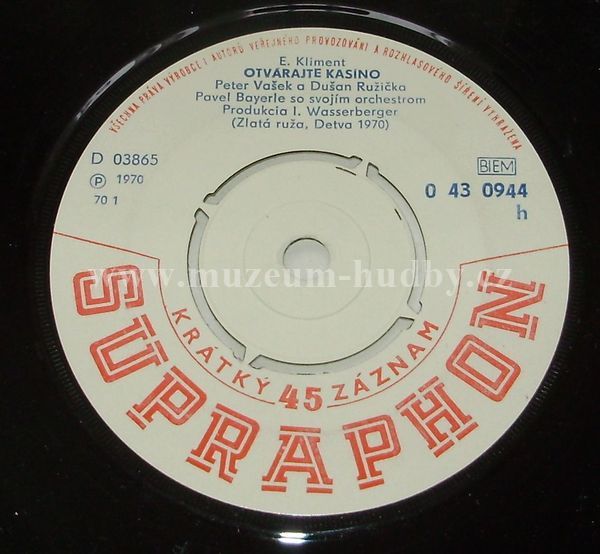 VŠECHNA PRÁVA VÝROBCE I AUTORŮ VEŘEJNÉHO PROVOZOVÁNÍ A ROZHLASOVÉHO ŠÍŘENÍ VYHRAŽENA
E. Kliment
OTVÁRAJTE KASINO
Peter Vašek a Dušan Ružička
Pavel Bayerle so svojím orchestrom
Produkcia I. Wasserberger
(Zlatá ruža, Detva 1970)
D 03865
Ⓟ 1970
70 1
BIEM
0 43 0944
h
www.muzeum-hudby.cz
KRÁTKÝ 45 ZÁZNAM
SUPRAPHON